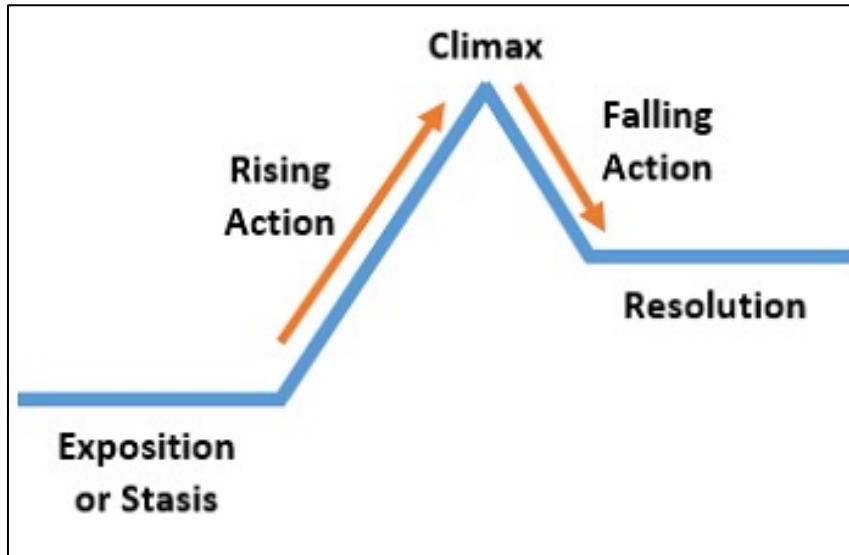 Climax
Rising
Action
Falling
Action
Resolution
Exposition
or Stasis